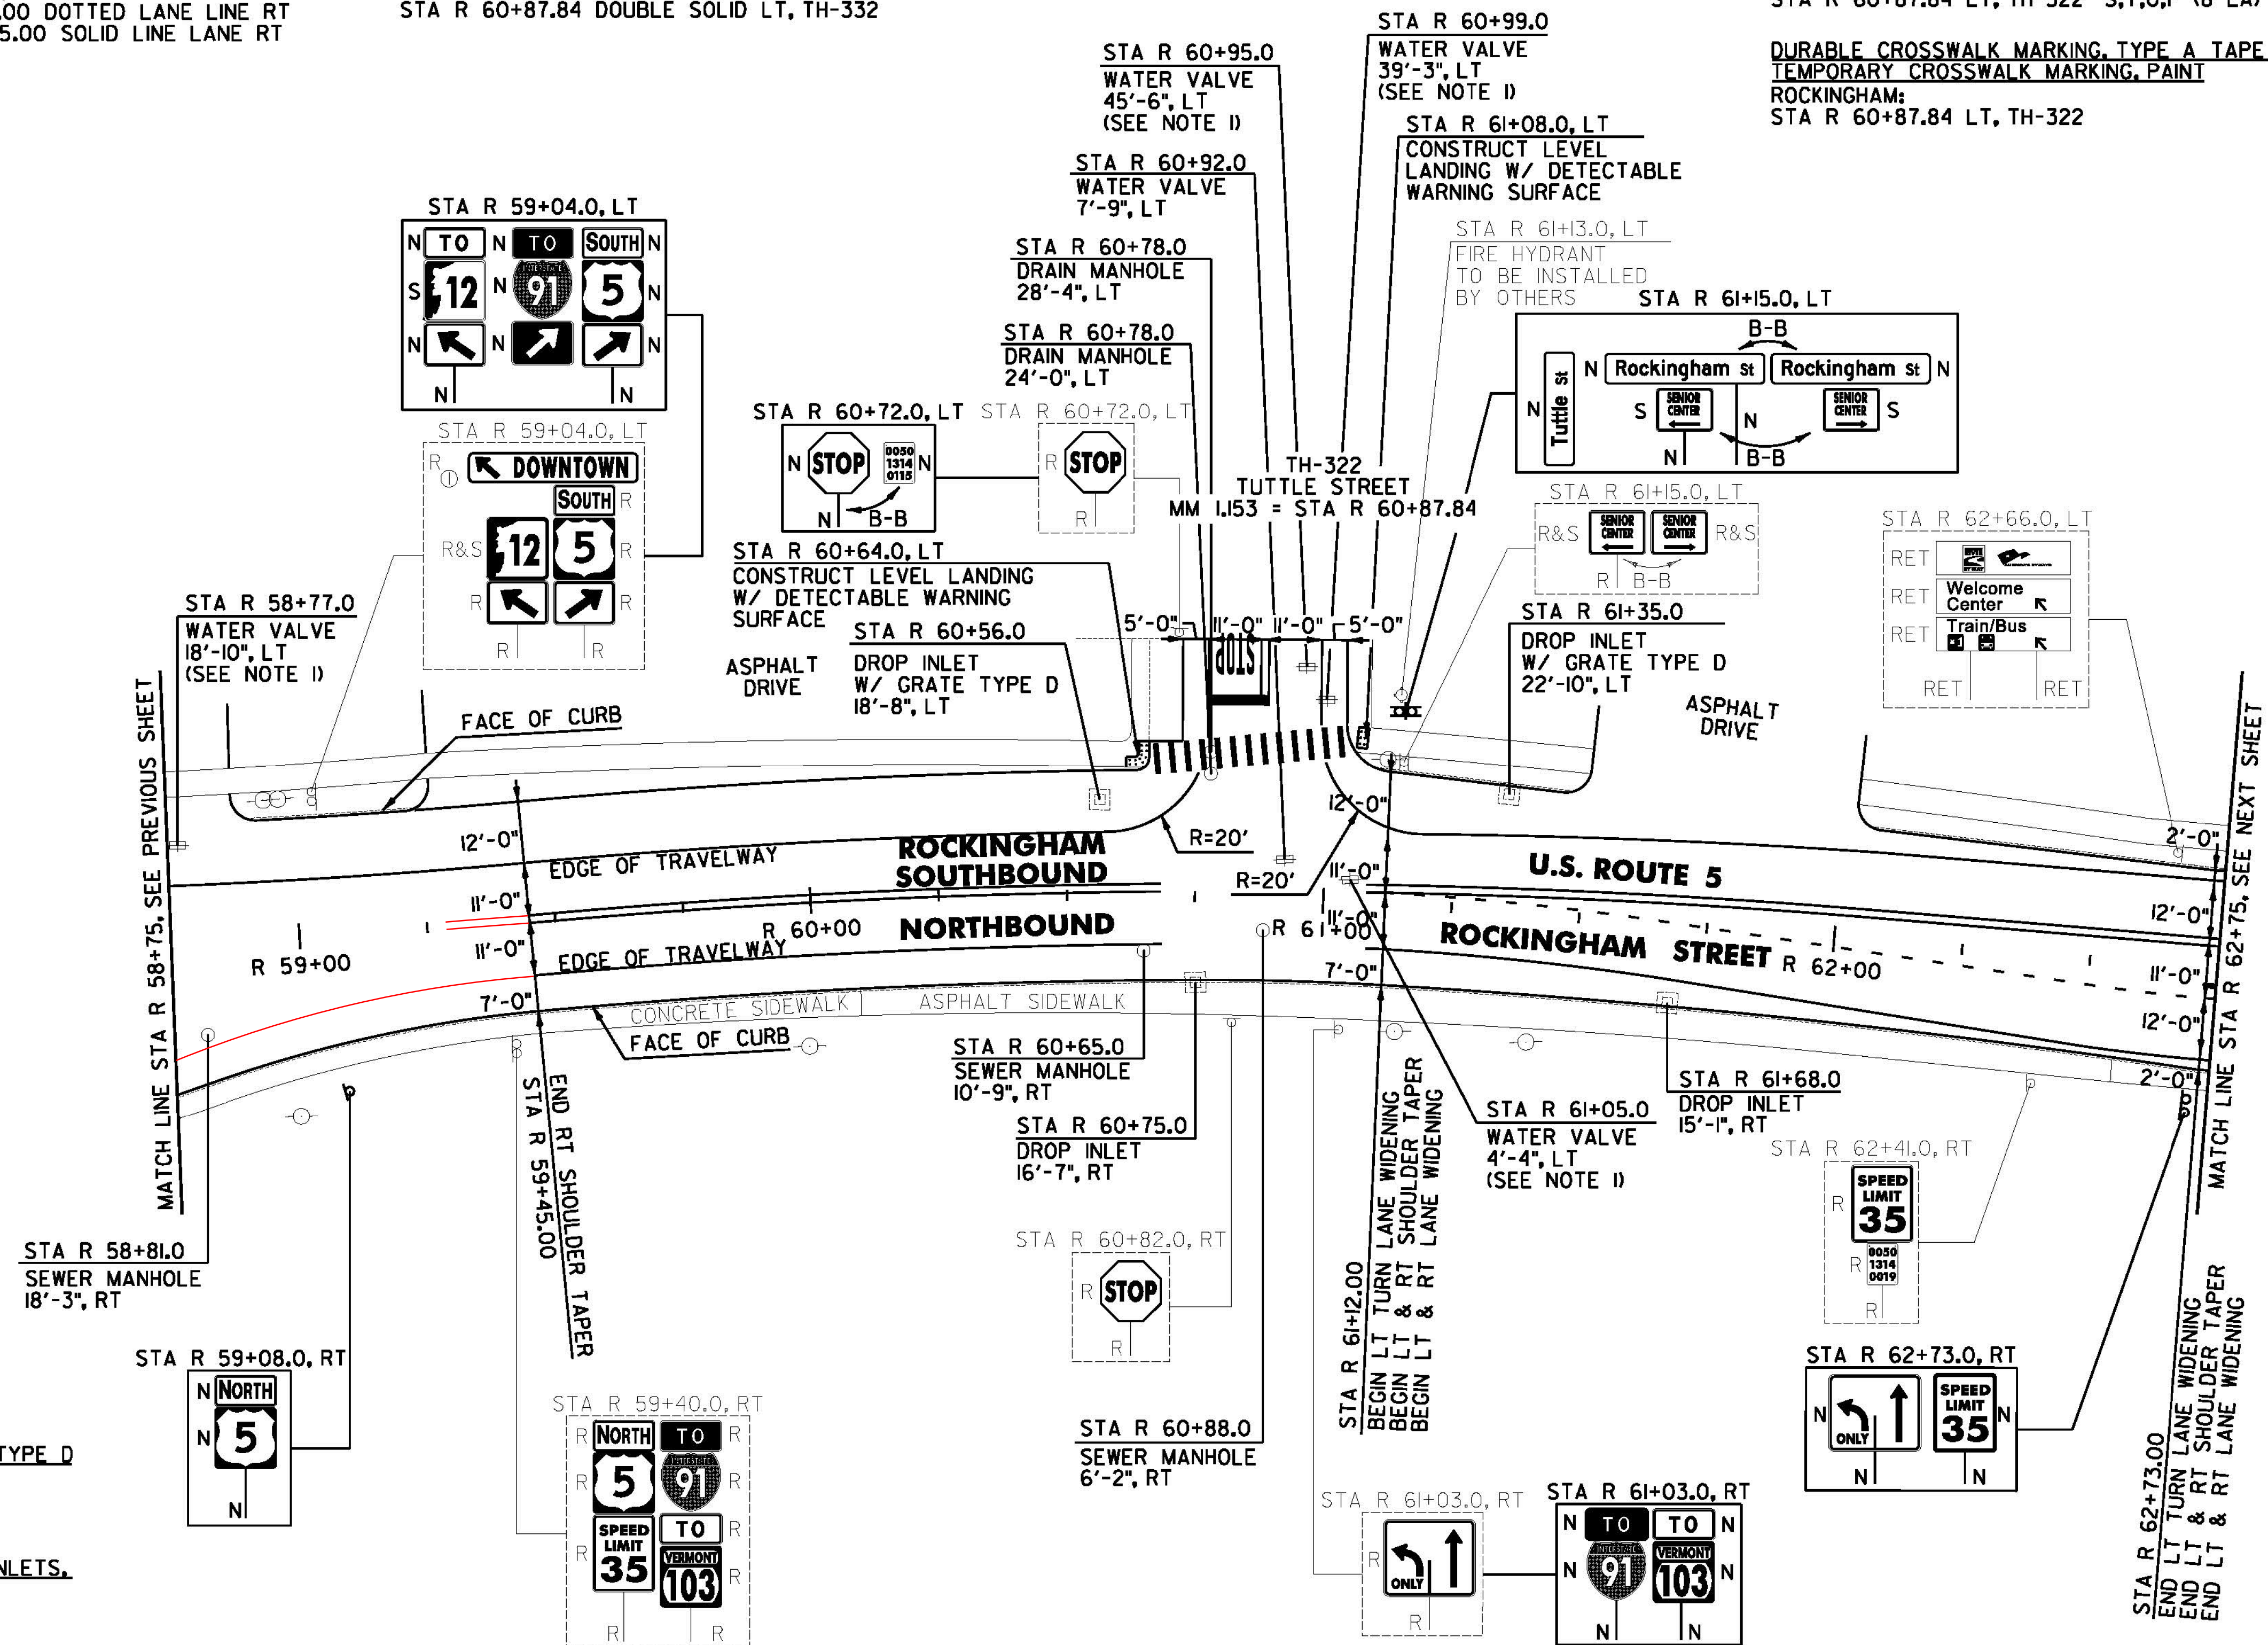 .00 DOTTED LANE LINE RT
5.00 SOLID LINE LANE RT
STA R 60+87.84 DOUBLE SOLID LT, TH-332
STA R 60+87.84 LT, TH-322
DURABLE CROSSWALK MARKING, TYPE A TAPE
TEMPORARY CROSSWALK MARKING, PAINT
ROCKINGHAM:
STA R 60+87.84 LT, TH-322
STA R 60+99.0
WATER VALVE
39'-3", LT
(SEE NOTE 1)
STA R 60+95.0
WATER VALVE
45'-6", LT
(SEE NOTE 1)
STA R 61+08.0, LT
CONSTRUCT LEVEL
LANDING W/ DETECTABLE
WARNING SURFACE
STA R 60+92.0
WATER VALVE
7'-9", LT
STA R 61+13.0, LT
FIRE HYDRANT
TO BE INSTALLED
BY OTHERS
STA R 60+78.0
DRAIN MANHOLE
28'-4", LT
STA R 60+78.0
DRAIN MANHOLE
24'-0", LT
STA R 59+04.0, LT
N TO N TO SOUTH N
S 12 N INTERSTATE 91 5 N
N N N
N N
STA R 59+04.0, LT
R 1 DOWNTOWN
SOUTH R
R&S 12 5 R
R R
R R
STA R 60+72.0, LT
N STOP 0050 1314 0115 N
N B-B
STA R 60+72.0, LT
R STOP
R
STA R 61+15.0, LT
B-B
N Tuttle St N Rockingham St Rockingham St N
S SENIOR CENTER N SENIOR CENTER S
N B-B
TH-322
TUTTLE STREET
MM 1.153 = STA R 60+87.84
STA R 61+15.0, LT
R&S SENIOR CENTER SENIOR CENTER R&S
R B-B
STA R 62+66.0, LT
RET
RET Welcome Center
RET Train/Bus
RET RET
STA R 60+64.0, LT
CONSTRUCT LEVEL LANDING
W/ DETECTABLE WARNING
SURFACE
STA R 58+77.0
WATER VALVE
18'-10", LT
(SEE NOTE 1)
STA R 60+56.0
DROP INLET
W/ GRATE TYPE D
18'-8", LT
ASPHALT
DRIVE
5'-0" 11'-0" 11'-0" 5'-0"
STOP
STA R 61+35.0
DROP INLET
W/ GRATE TYPE D
22'-10", LT
ASPHALT
DRIVE
FACE OF CURB
MATCH LINE STA R 58+75, SEE PREVIOUS SHEET
MATCH LINE STA R 62+75, SEE NEXT SHEET
12'-0"
EDGE OF TRAVELWAY
ROCKINGHAM
SOUTHBOUND
R=20'
R=20'
12'-0"
11'-0"
U.S. ROUTE 5
2'-0"
12'-0"
11'-0"
R 59+00
11'-0"
EDGE OF TRAVELWAY
R 60+00
NORTHBOUND
R 61+00
11'-0"
ROCKINGHAM STREET
R 62+00
11'-0"
12'-0"
2'-0"
7'-0"
7'-0"
CONCRETE SIDEWALK
ASPHALT SIDEWALK
FACE OF CURB
STA R 59+45.00
END RT SHOULDER TAPER
STA R 60+65.0
SEWER MANHOLE
10'-9", RT
STA R 60+75.0
DROP INLET
16'-7", RT
STA R 61+05.0
WATER VALVE
4'-4", LT
(SEE NOTE 1)
STA R 61+68.0
DROP INLET
15'-1", RT
STA R 62+41.0, RT
R SPEED LIMIT 35
R 0050 1314 0019
R
STA R 58+81.0
SEWER MANHOLE
18'-3", RT
STA R 60+82.0, RT
R STOP
R
STA R 61+12.00
BEGIN LT TURN LANE WIDENING
BEGIN LT & RT SHOULDER TAPER
BEGIN LT & RT LANE WIDENING
STA R 59+08.0, RT
N NORTH
N 5
N
STA R 62+73.0, RT
N ONLY SPEED LIMIT 35 N
N N
STA R 62+73.00
END LT TURN LANE WIDENING
END LT & RT SHOULDER TAPER
END LT & RT LANE WIDENING
STA R 59+40.0, RT
R NORTH TO R
R 5 INTERSTATE 91 R
R SPEED LIMIT 35 TO R
VERMONT 103 R
R R
STA R 60+88.0
SEWER MANHOLE
6'-2", RT
STA R 61+03.0, RT
R ONLY
R
STA R 61+03.0, RT
N TO TO N
N INTERSTATE 91 VERMONT 103 N
N N
TYPE D
NLETS,